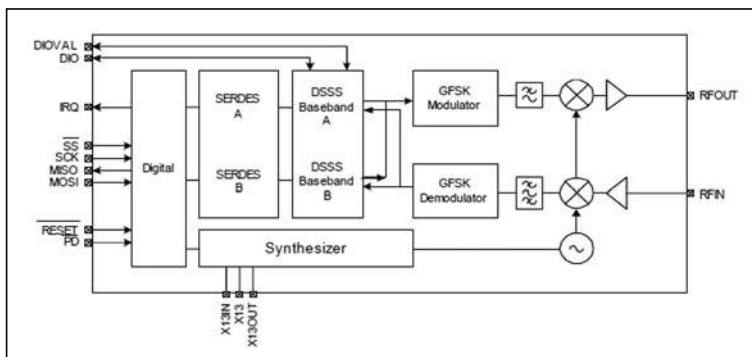 DIOVAL
DIO
IRQ
SS
SCK
MISO
MOSI
RESET
PD
Digital
SERDES
A
SERDES
B
DSSS
Baseband
A
DSSS
Baseband
B
GFSK
Modulator
GFSK
Demodulator
Synthesizer
RFOUT
RFIN
X13IN
X13
X13OUT